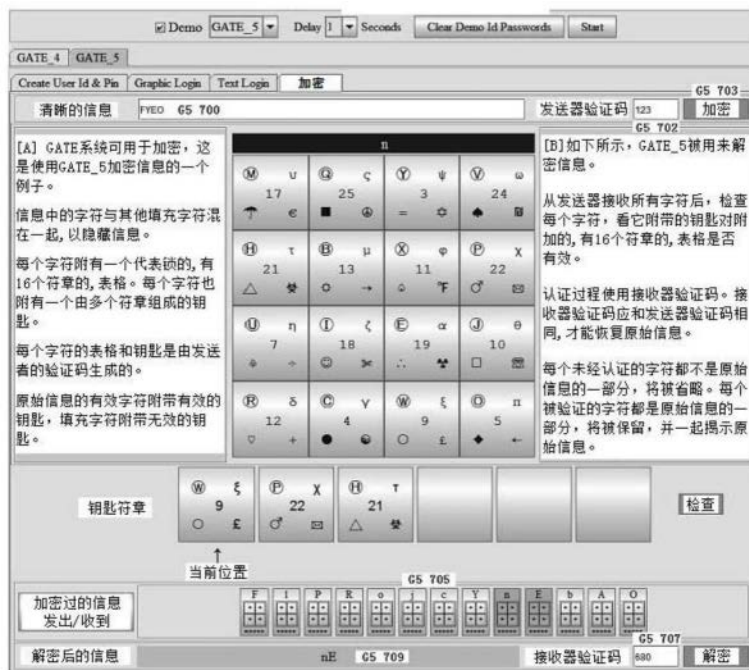 Demo GATE_5 Delay 1 Seconds Clear Demo Id Passwords Start
GATE_4 GATE_5
Create User Id & Pin Graphic Login Text Login 加密
G5 703
清晰的信息 FYEO G5 700 发送器验证码 123 加密
G5 702
[A] GATE系统可用于加密，这
是使用GATE_5加密信息的一个
例子。
信息中的字符与其他填充字符混
在一起,以隐藏信息。
每个字符附有一个代表锁的,有
16个符章的,表格。每个字符也
附有一个由多个符章组成的钥
匙。
每个字符的表格和钥匙是由发送
者的验证码生成的。
原始信息的有效字符附带有效的
钥匙，填充字符附带无效的钥
匙。
n
Ⓜ υ Ⓠ ς Ⓨ ψ Ⓥ ω
17 25 3 24
☂ € ■ ☮ = ✡ ♠
Ⓗ τ Ⓑ μ Ⓧ φ Ⓟ χ
21 13 11 22
△ ☣ → ♤ ℉ ♂ ✉
Ⓤ η Ⓘ ζ Ⓔ α Ⓙ θ
7 18 19 10
÷ ☺ ✂ ∴ ☢ □ ☏
Ⓡ δ Ⓒ γ Ⓦ ξ Ⓞ π
12 4 9 5
♡ + ● ☯ ○ £ ◆ ←
[B]如下所示，GATE_5被用来解
密信息。
从发送器接收所有字符后，检查
每个字符，看它附带的钥匙对附
加的,有16个符章的,表格是否
有效。
认证过程使用接收器验证码。接
收器验证码应和发送器验证码相
同,才能恢复原始信息。
每个未经认证的字符都不是原始
信息的一部分，将被省略。每个
被验证的字符都是原始信息的一
部分，将被保留，并一起揭示原
始信息。
Ⓦ ξ Ⓟ χ Ⓗ τ
钥匙符章 9 22 21 检查
○ £ ♂ ✉ △ ☣
↑
当前位置
G5 705
加密过的信息
发出/收到
F l P R o j c Y n E b A O
G5 707
解密后的信息 nE G5 709 接收器验证码 680 解密